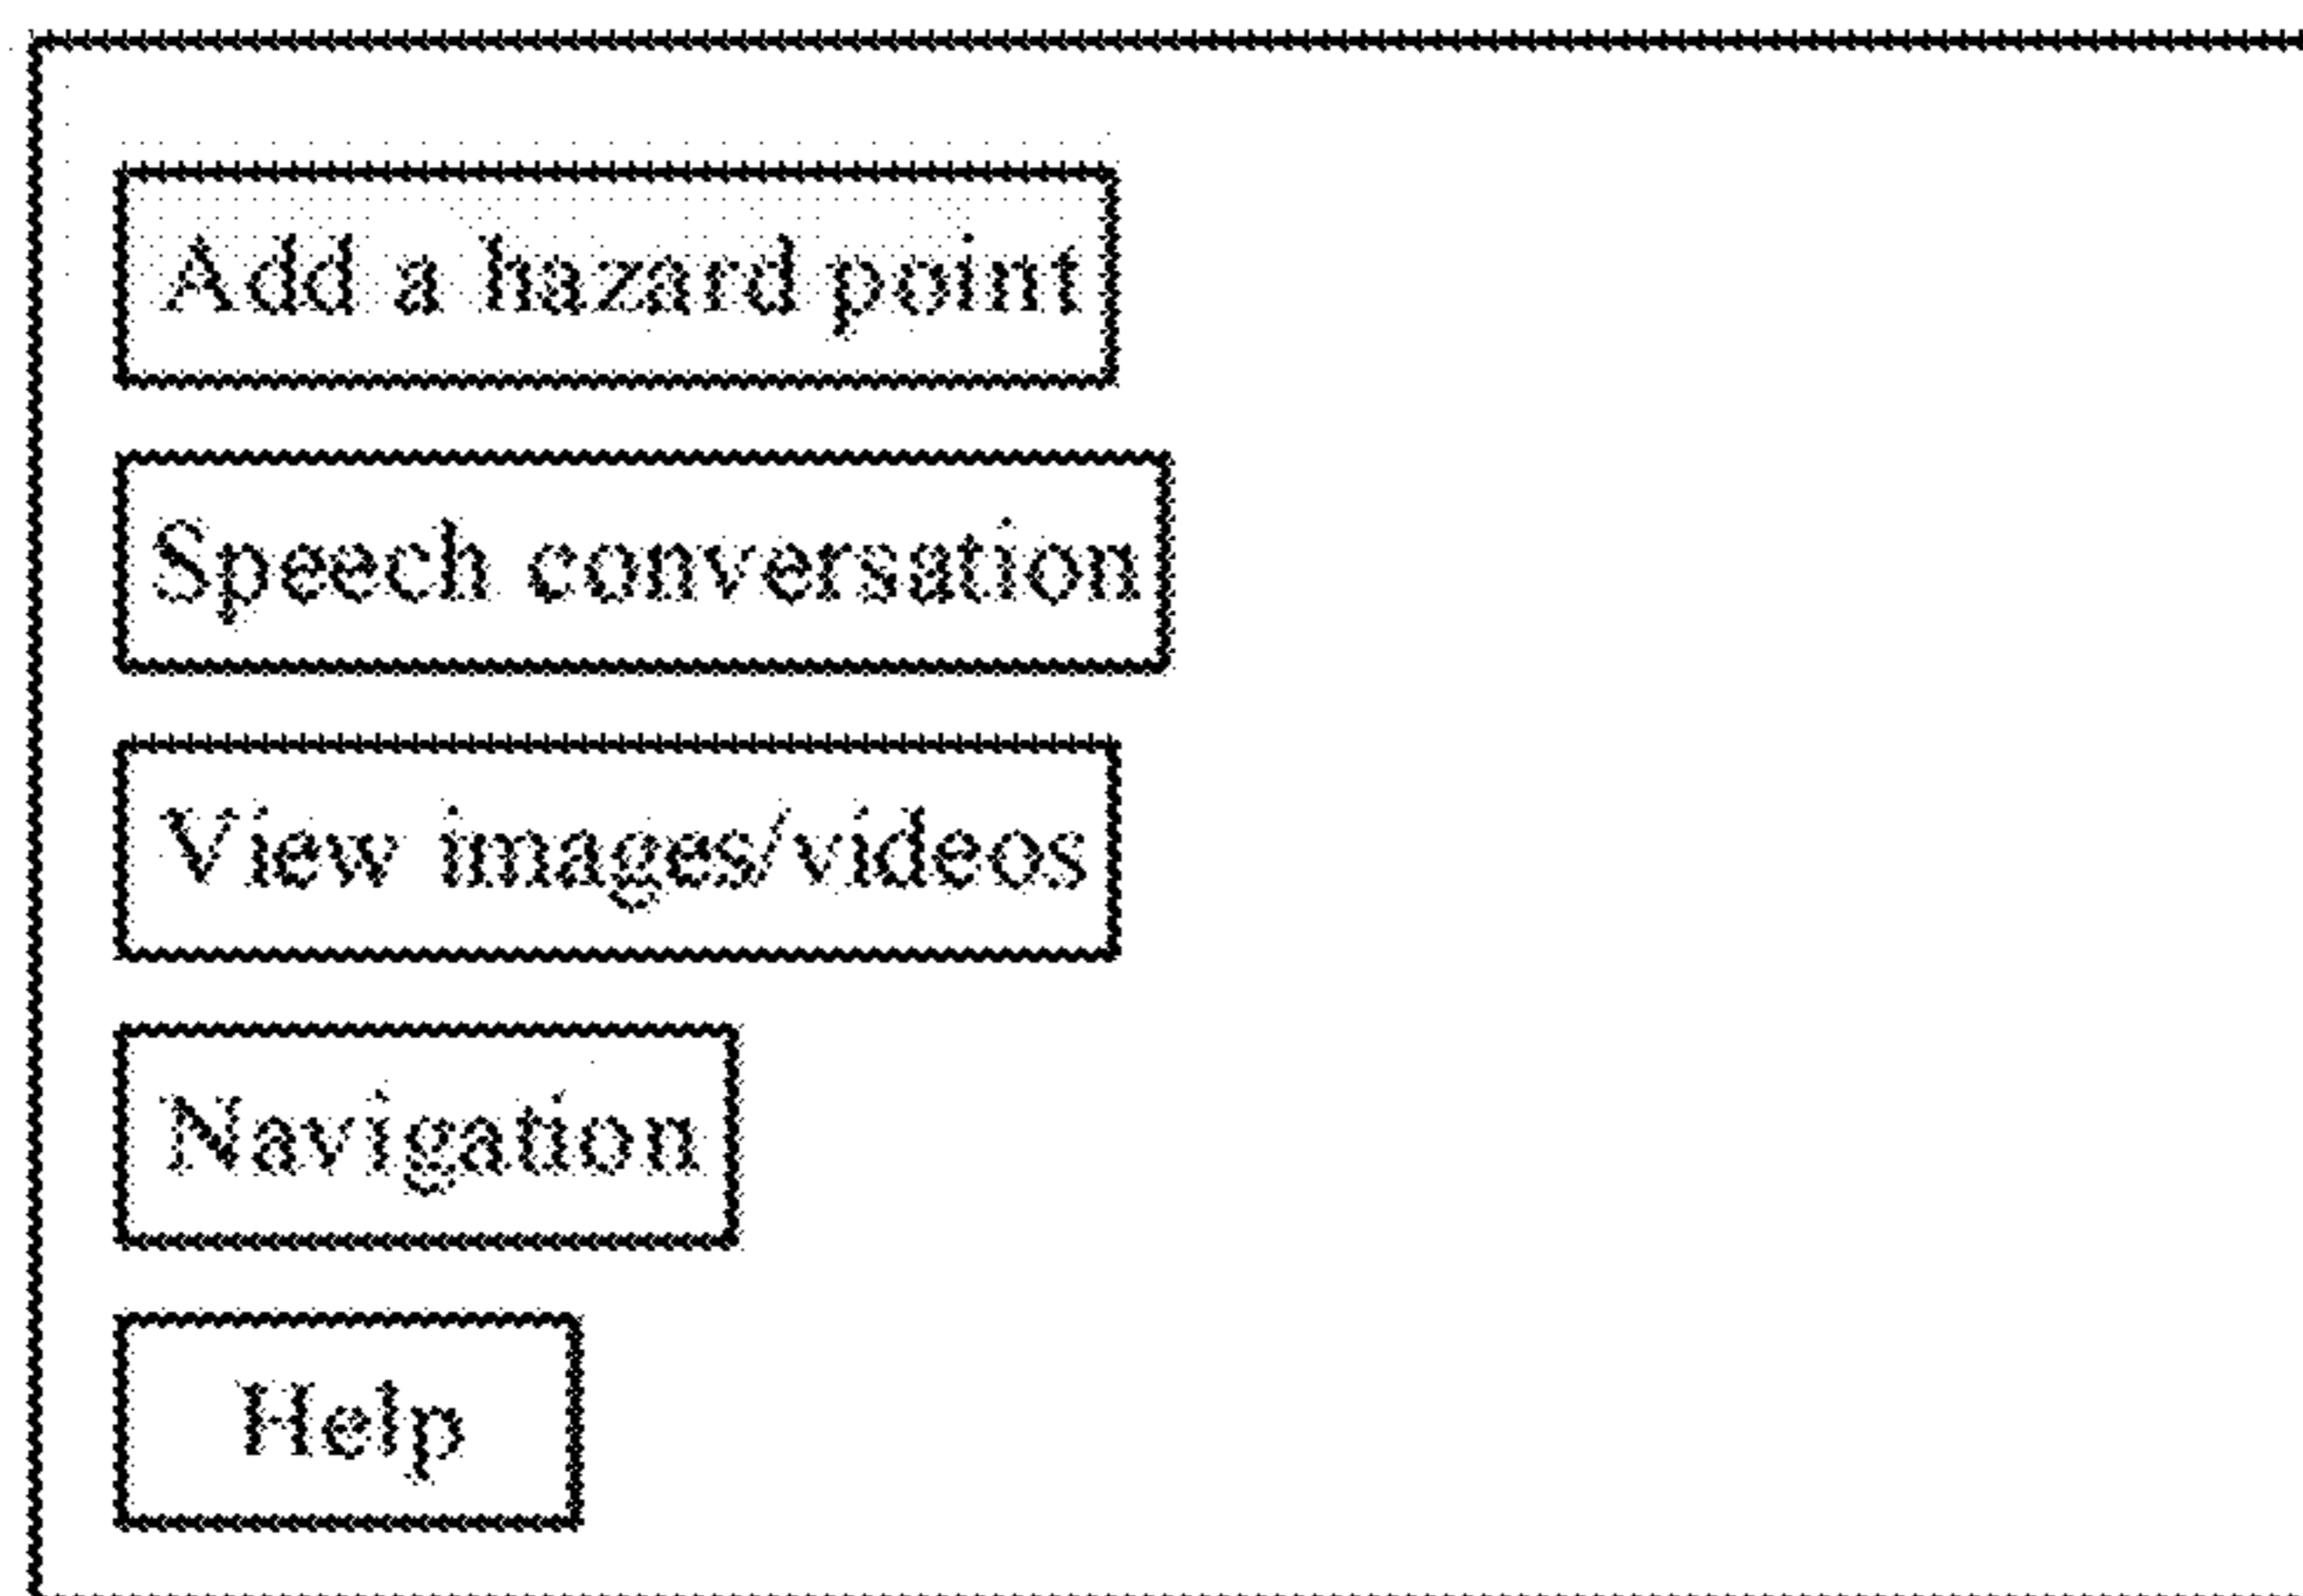 Add a hazard point
Speech conversation
View images/videos
Navigation
Help